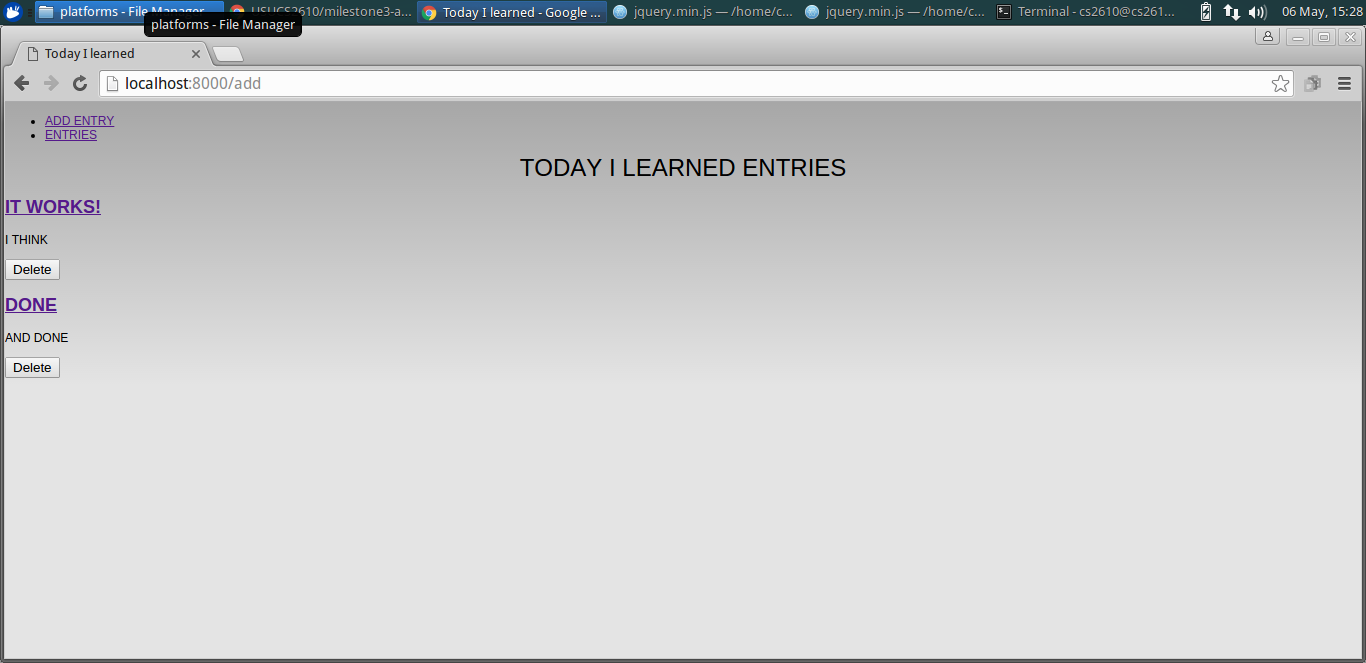 platforms - File Manager
USUCS2610/milestone3-a...
Today I learned - Google ...
jquery.min.js — /home/c...
jquery.min.js — /home/c...
Terminal - cs2610@cs261...
06 May, 15:28
platforms - File Manager
Today I learned
localhost:8000/add
ADD ENTRY
ENTRIES
TODAY I LEARNED ENTRIES
IT WORKS!
I THINK
Delete
DONE
AND DONE
Delete